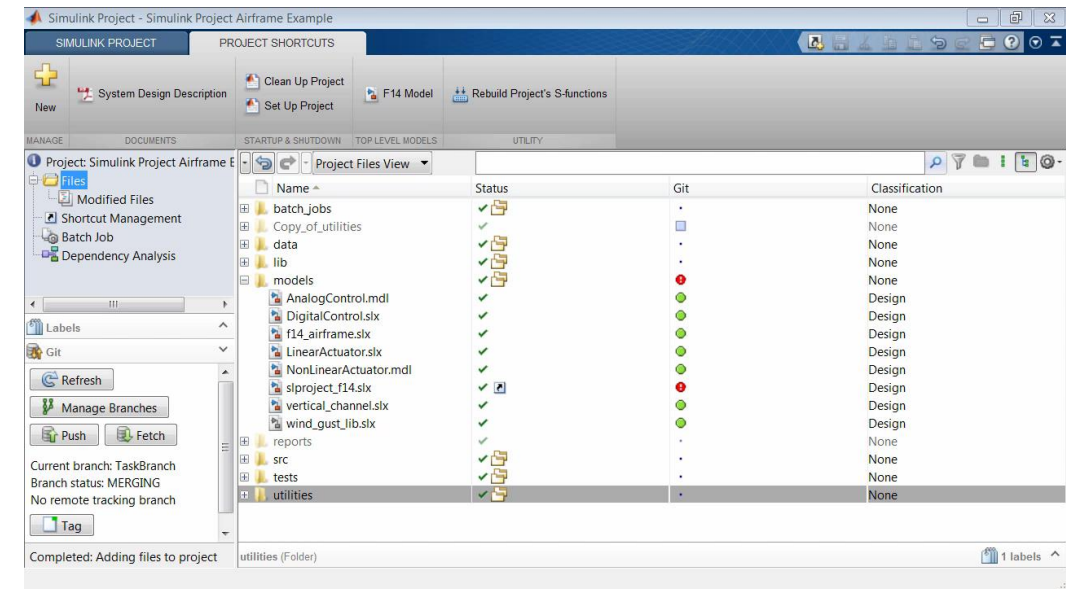 Simulink Project - Simulink Project Airframe Example
SIMULINK PROJECT PROJECT SHORTCUTS
New
System Design Description
Clean Up Project
Set Up Project
F14 Model
Rebuild Project's S-functions
MANAGE DOCUMENTS STARTUP & SHUTDOWN TOP LEVEL MODELS UTILITY
Project: Simulink Project Airframe E
Files
Modified Files
Shortcut Management
Batch Job
Dependency Analysis
Labels
Git
Refresh
Manage Branches
Push Fetch
Current branch: TaskBranch
Branch status: MERGING
No remote tracking branch
Tag
Completed: Adding files to project
Project Files View
Name Status Git Classification
batch_jobs None
Copy_of_utilities None
data None
lib None
models None
AnalogControl.mdl Design
DigitalControl.slx Design
f14_airframe.slx Design
LinearActuator.slx Design
NonLinearActuator.mdl Design
slproject_f14.slx Design
vertical_channel.slx Design
wind_gust_lib.slx Design
reports None
src None
tests None
utilities None
utilities (Folder) 1 labels